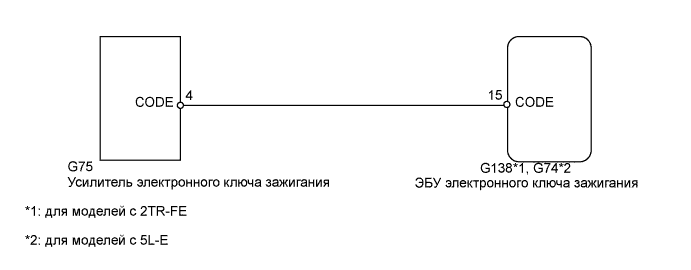 CODE 4 15 CODE
G75 G138*1, G74*2
Усилитель электронного ключа зажигания ЭБУ электронного ключа зажигания
*1: для моделей с 2TR-FE
*2: для моделей с 5L-E